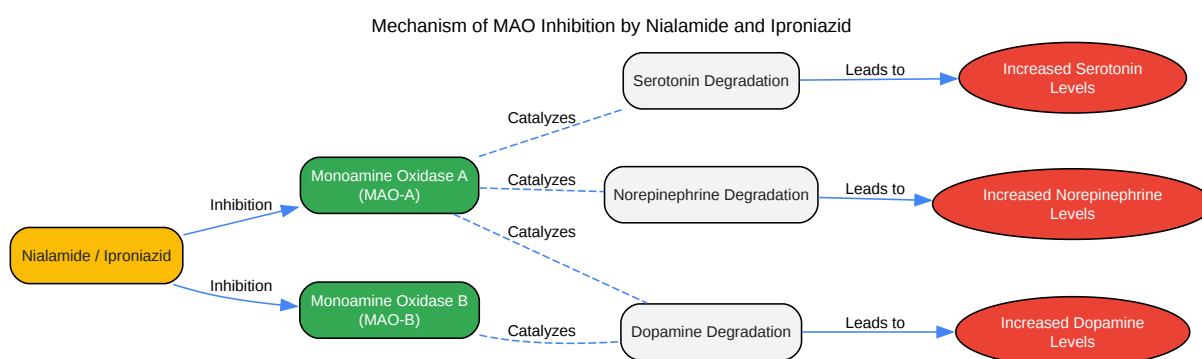 Mechanism of MAO Inhibition by Nialamide and Iproniazid
Serotonin Degradation
Leads to
Increased Serotonin
Levels
Catalyzes
Monoamine Oxidase A
(MAO-A)
Catalyzes
Norepinephrine Degradation
Leads to
Increased Norepinephrine
Levels
Inhibition
Catalyzes
Nialamide / Iproniazid
Inhibition
Monoamine Oxidase B
(MAO-B)
Catalyzes
Dopamine Degradation
Leads to
Increased Dopamine
Levels